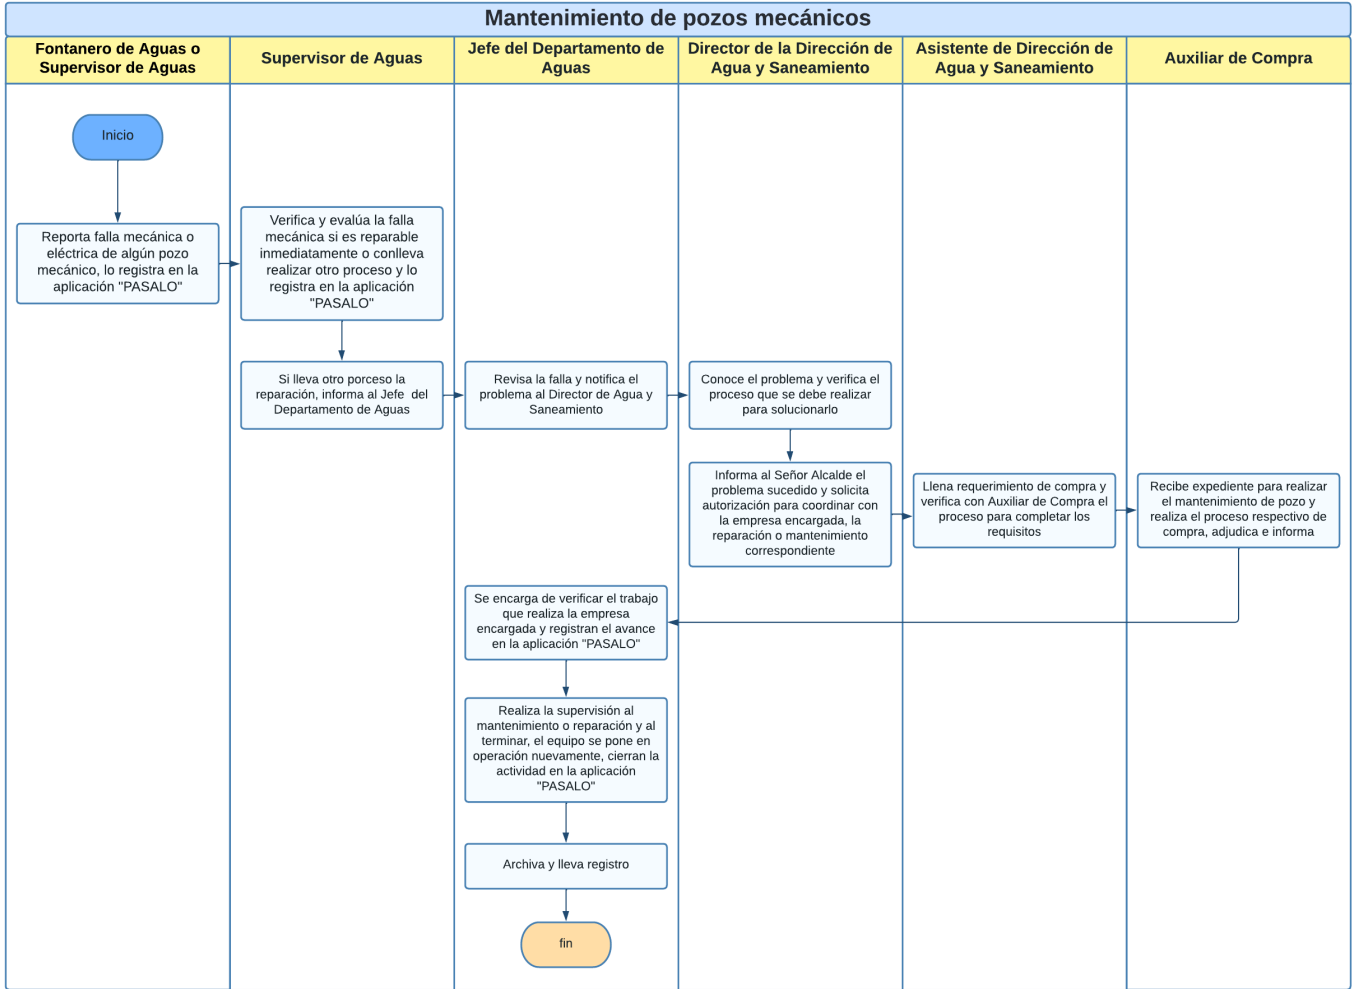 Mantenimiento de pozos mecánicos
Fontanero de Aguas o
Supervisor de Aguas
Supervisor de Aguas
Jefe del Departamento de
Aguas
Director de la Dirección de
Agua y Saneamiento
Asistente de Dirección de
Agua y Saneamiento
Auxiliar de Compra
Inicio
Reporta falla mecánica o
eléctrica de algún pozo
mecánico, lo registra en la
aplicación "PASALO"
Verifica y evalúa la falla
mecánica si es reparable
inmediatamente o conlleva
realizar otro proceso y lo
registra en la aplicación
"PASALO"
Si lleva otro porceso la
reparación, informa al Jefe del
Departamento de Aguas
Revisa la falla y notifica el
problema al Director de Agua y
Saneamiento
Conoce el problema y verifica el
proceso que se debe realizar
para solucionarlo
Informa al Señor Alcalde el
problema sucedido y solicita
autorización para coordinar con
la empresa encargada, la
reparación o mantenimiento
correspondiente
Llena requerimiento de compra y
verifica con Auxiliar de Compra el
proceso para completar los
requisitos
Recibe expediente para realizar
el mantenimiento de pozo y
realiza el proceso respectivo de
compra, adjudica e informa
Se encarga de verificar el trabajo
que realiza la empresa
encargada y registran el avance
en la aplicación "PASALO"
Realiza la supervisión al
mantenimiento o reparación y al
terminar, el equipo se pone en
operación nuevamente, cierran la
actividad en la aplicación
"PASALO"
Archiva y lleva registro
fin